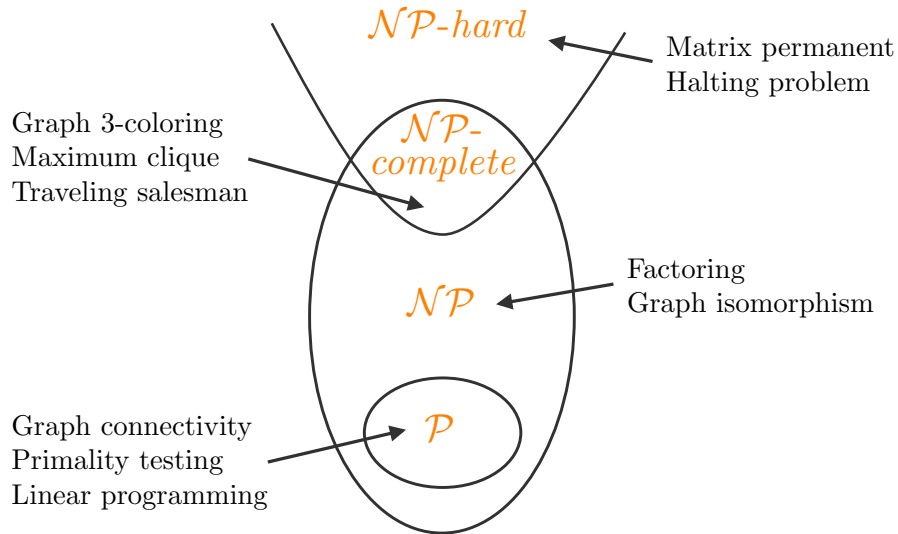 𝒩𝒫-hard
Matrix permanent
Halting problem
Graph 3-coloring
Maximum clique
Traveling salesman
𝒩𝒫-
complete
Factoring
Graph isomorphism
𝒩𝒫
Graph connectivity
Primality testing
Linear programming
𝒫